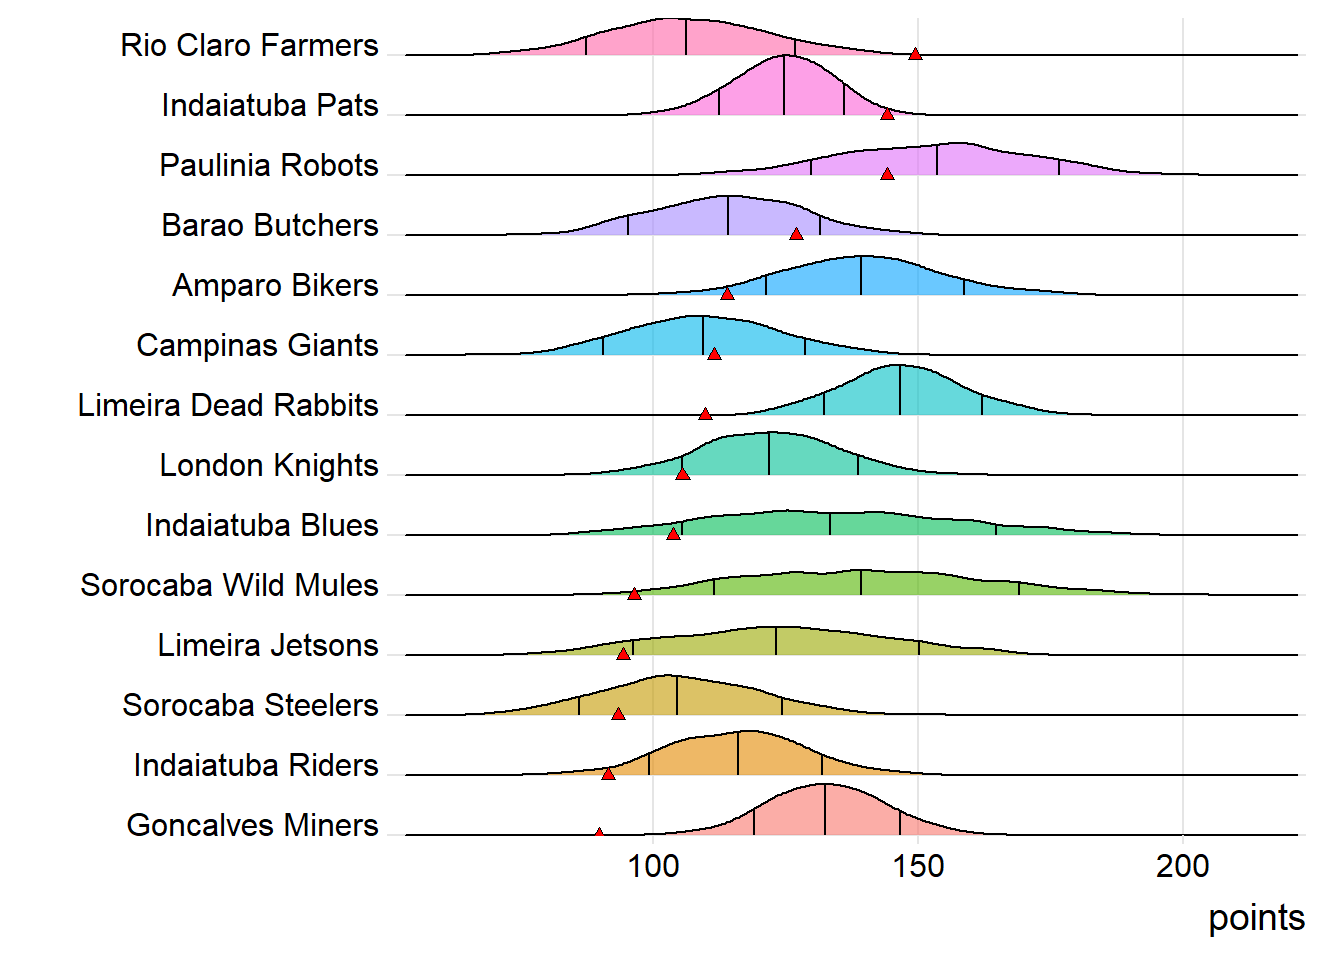 Rio Claro Farmers
Indaiatuba Pats
Paulinia Robots
Barao Butchers
Amparo Bikers
Campinas Giants
Limeira Dead Rabbits
London Knights
Indaiatuba Blues
Sorocaba Wild Mules
Limeira Jetsons
Sorocaba Steelers
Indaiatuba Riders
Goncalves Miners
100 150 200
points